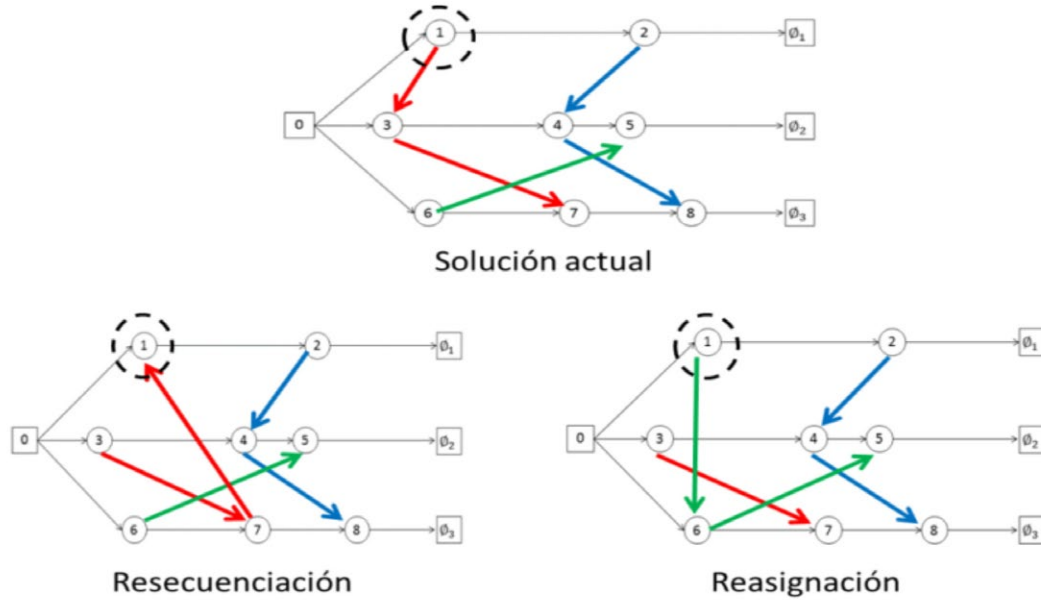 1 2 ∅₁
0 3 4 5 ∅₂
6 7 8 ∅₃
Solución actual
1 2 ∅₁
0 3 4 5 ∅₂
6 7 8 ∅₃
Resecuenciación
1 2 ∅₁
0 3 4 5 ∅₂
6 7 8 ∅₃
Reasignación